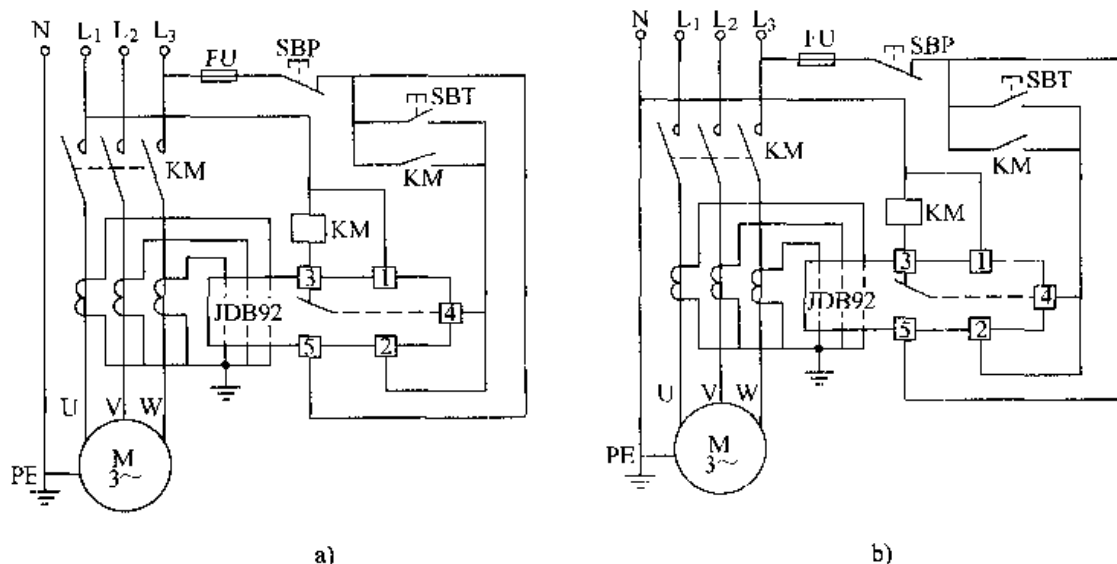 N L₁ L₂ L₃
FU SBP
SBT
KM
KM
KM
3 1
JDB92 4
5 2
U V W
M
3～
PE
a)
N L₁ L₂ L₃
FU SBP
SBT
KM
KM
KM
3 1
JDB92 4
5 2
U V W
M
3～
PE
b)